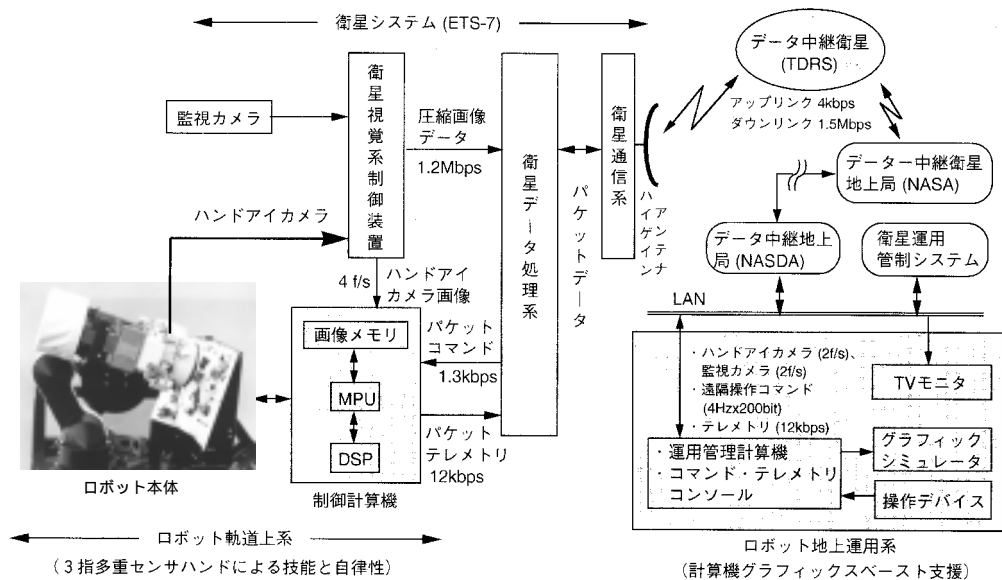 衛星システム (ETS-7)
監視カメラ
衛星視覚系制御装置
圧縮画像
データ
1.2Mbps
ハンドアイカメラ
4 f/s
ハンドアイ
カメラ画像
画像メモリ
MPU
DSP
制御計算機
パケット
コマンド
1.3kbps
パケット
テレメトリ
12kbps
衛星データ処理系
パケットデータ
衛星通信系
ハイゲイン
アンテナ
データ中継衛星
(TDRS)
アップリンク 4kbps
ダウンリンク 1.5Mbps
データー中継衛星
地上局 (NASA)
データ中継地上
局 (NASDA)
衛星運用
管制システム
LAN
・ハンドアイカメラ (2f/s)、
監視カメラ (2f/s)
・遠隔操作コマンド
(4Hzx200bit)
・テレメトリ (12kbps)
TVモニタ
・運用管理計算機
・コマンド・テレメトリ
コンソール
グラフィック
シミュレータ
操作デバイス
ロボット本体
ロボット軌道上系
(3指多重センサハンドによる技能と自律性)
ロボット地上運用系
(計算機グラフィックスベースト支援)